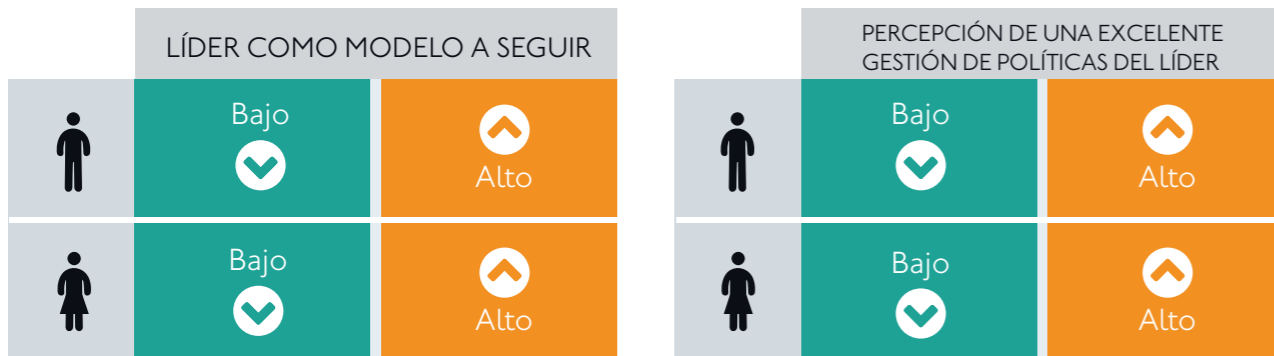 LÍDER COMO MODELO A SEGUIR
Bajo
Alto
Bajo
Alto
PERCEPCIÓN DE UNA EXCELENTE
GESTIÓN DE POLÍTICAS DEL LÍDER
Bajo
Alto
Bajo
Alto